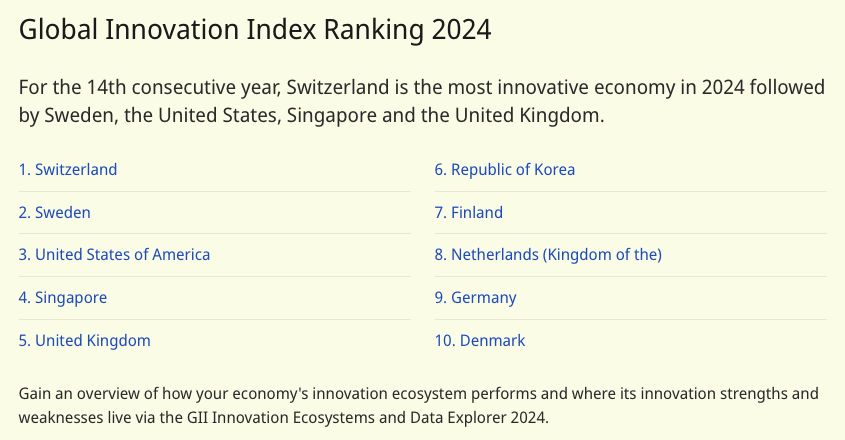 Global Innovation Index Ranking 2024
For the 14th consecutive year, Switzerland is the most innovative economy in 2024 followed
by Sweden, the United States, Singapore and the United Kingdom.
1. Switzerland
2. Sweden
3. United States of America
4. Singapore
5. United Kingdom
6. Republic of Korea
7. Finland
8. Netherlands (Kingdom of the)
9. Germany
10. Denmark
Gain an overview of how your economy's innovation ecosystem performs and where its innovation strengths and
weaknesses live via the GII Innovation Ecosystems and Data Explorer 2024.